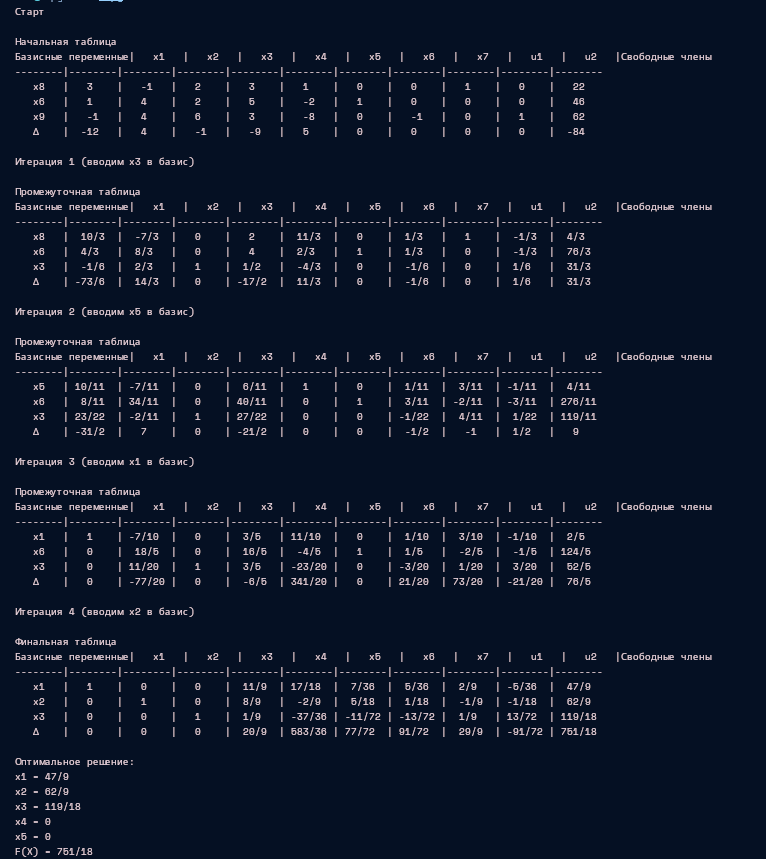 Старт
Начальная таблица
Базисные переменные|   x1   |   x2   |   x3   |   x4   |   x5   |   x6   |   x7   |   u1   |   u2   |Свободные члены
--------|--------|--------|--------|--------|--------|--------|--------|--------|--------|--------
x8    |   3    |   -1   |   2    |   3    |   1    |   0    |   0    |   1    |   0    |   22
x6    |   1    |   4    |   2    |   5    |   -2   |   1    |   0    |   0    |   0    |   46
x9    |   -1   |   4    |   6    |   3    |   -8   |   0    |   -1   |   0    |   1    |   62
Δ    |  -12   |   4    |   -1   |   -9   |   5    |   0    |   0    |   0    |   0    |  -84
Итерация 1 (вводим x3 в базис)
Промежуточная таблица
Базисные переменные|   x1   |   x2   |   x3   |   x4   |   x5   |   x6   |   x7   |   u1   |   u2   |Свободные члены
--------|--------|--------|--------|--------|--------|--------|--------|--------|--------|--------
x8    |  10/3  |  -7/3  |   0    |   2    |  11/3  |   0    |  1/3   |   1    |  -1/3  |  4/3
x6    |  4/3   |  8/3   |   0    |   4    |  2/3   |   1    |  1/3   |   0    |  -1/3  |  76/3
x3    |  -1/6  |  2/3   |   1    |  1/2   |  -4/3  |   0    |  -1/6  |   0    |  1/6   |  31/3
Δ    | -73/6  |  14/3  |   0    | -17/2  |  11/3  |   0    |  -1/6  |   0    |  1/6   |  31/3
Итерация 2 (вводим x5 в базис)
Промежуточная таблица
Базисные переменные|   x1   |   x2   |   x3   |   x4   |   x5   |   x6   |   x7   |   u1   |   u2   |Свободные члены
--------|--------|--------|--------|--------|--------|--------|--------|--------|--------|--------
x5    | 10/11  | -7/11  |   0    |  6/11  |   1    |   0    |  1/11  |  3/11  | -1/11  |  4/11
x6    |  8/11  | 34/11  |   0    | 40/11  |   0    |   1    |  3/11  | -2/11  | -3/11  | 276/11
x3    | 23/22  | -2/11  |   1    | 27/22  |   0    |   0    | -1/22  |  4/11  |  1/22  | 119/11
Δ    | -31/2  |   7    |   0    | -21/2  |   0    |   0    |  -1/2  |   -1   |  1/2   |   9
Итерация 3 (вводим x1 в базис)
Промежуточная таблица
Базисные переменные|   x1   |   x2   |   x3   |   x4   |   x5   |   x6   |   x7   |   u1   |   u2   |Свободные члены
--------|--------|--------|--------|--------|--------|--------|--------|--------|--------|--------
x1    |   1    | -7/10  |   0    |  3/5   | 11/10  |   0    |  1/10  |  3/10  | -1/10  |  2/5
x6    |   0    |  18/5  |   0    |  16/5  |  -4/5  |   1    |  1/5   |  -2/5  |  -1/5  | 124/5
x3    |   0    | 11/20  |   1    |  3/5   | -23/20 |   0    | -3/20  |  1/20  |  3/20  |  52/5
Δ    |   0    | -77/20 |   0    |  -6/5  | 341/20 |   0    | 21/20  | 73/20  | -21/20 |  76/5
Итерация 4 (вводим x2 в базис)
Финальная таблица
Базисные переменные|   x1   |   x2   |   x3   |   x4   |   x5   |   x6   |   x7   |   u1   |   u2   |Свободные члены
--------|--------|--------|--------|--------|--------|--------|--------|--------|--------|--------
x1    |   1    |   0    |   0    |  11/9  | 17/18  |  7/36  |  5/36  |  2/9   | -5/36  |  47/9
x2    |   0    |   1    |   0    |  8/9   |  -2/9  |  5/18  |  1/18  |  -1/9  | -1/18  |  62/9
x3    |   0    |   0    |   1    |  1/9   | -37/36 | -11/72 | -13/72 |  1/9   | 13/72  | 119/18
Δ    |   0    |   0    |   0    |  20/9  | 583/36 | 77/72  | 91/72  |  29/9  | -91/72 | 751/18
Оптимальное решение:
x1 = 47/9
x2 = 62/9
x3 = 119/18
x4 = 0
x5 = 0
F(X) = 751/18